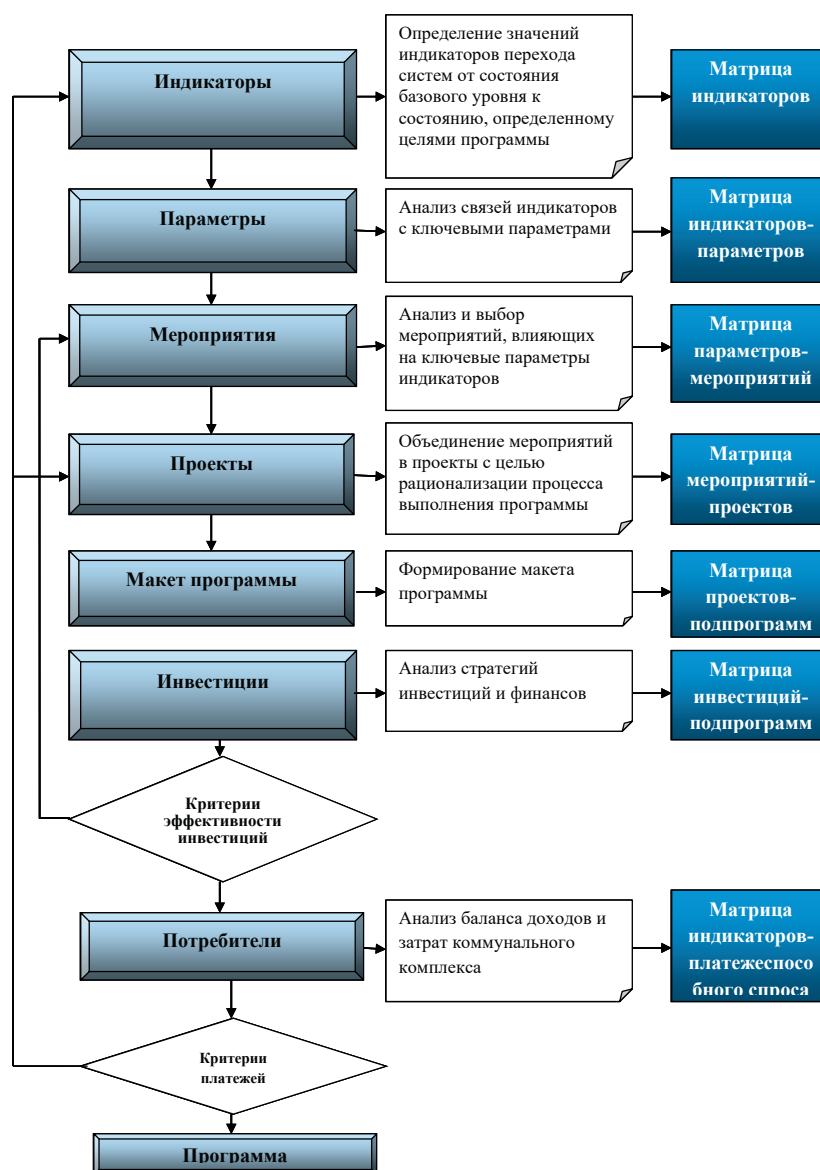 Индикаторы
Определение значений
индикаторов перехода
систем от состояния
базового уровня к
состоянию, определенному
целями программы
Матрица
индикаторов
Параметры
Анализ связей индикаторов
с ключевыми параметрами
Матрица
индикаторов-
параметров
Мероприятия
Анализ и выбор
мероприятий, влияющих
на ключевые параметры
индикаторов
Матрица
параметров-
мероприятий
Проекты
Объединение мероприятий
в проекты с целью
рационализации процесса
выполнения программы
Матрица
мероприятий-
проектов
Макет программы
Формирование макета
программы
Матрица
проектов-
подпрограмм
Инвестиции
Анализ стратегий
инвестиций и финансов
Матрица
инвестиций-
подпрограмм
Критерии
эффективности
инвестиций
Потребители
Анализ баланса доходов и
затрат коммунального
комплекса
Матрица
индикаторов-
платежеспосо
бного спроса
Критерии
платежей
Программа